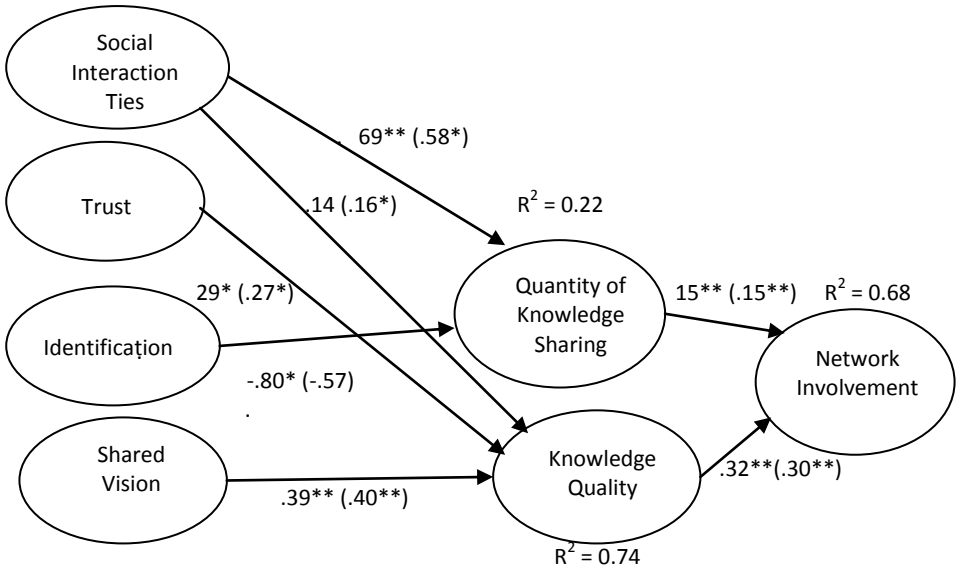 Social
Interaction
Ties
. 69** (.58*)
Trust
.14 (.16*)
R² = 0.22
29* (.27*)
Quantity of
Knowledge
Sharing
15** (.15**)
R² = 0.68
Identification
-.80* (-.57)
.
Network
Involvement
Shared
Vision
.39** (.40**)
Knowledge
Quality
.32**(.30**)
R² = 0.74